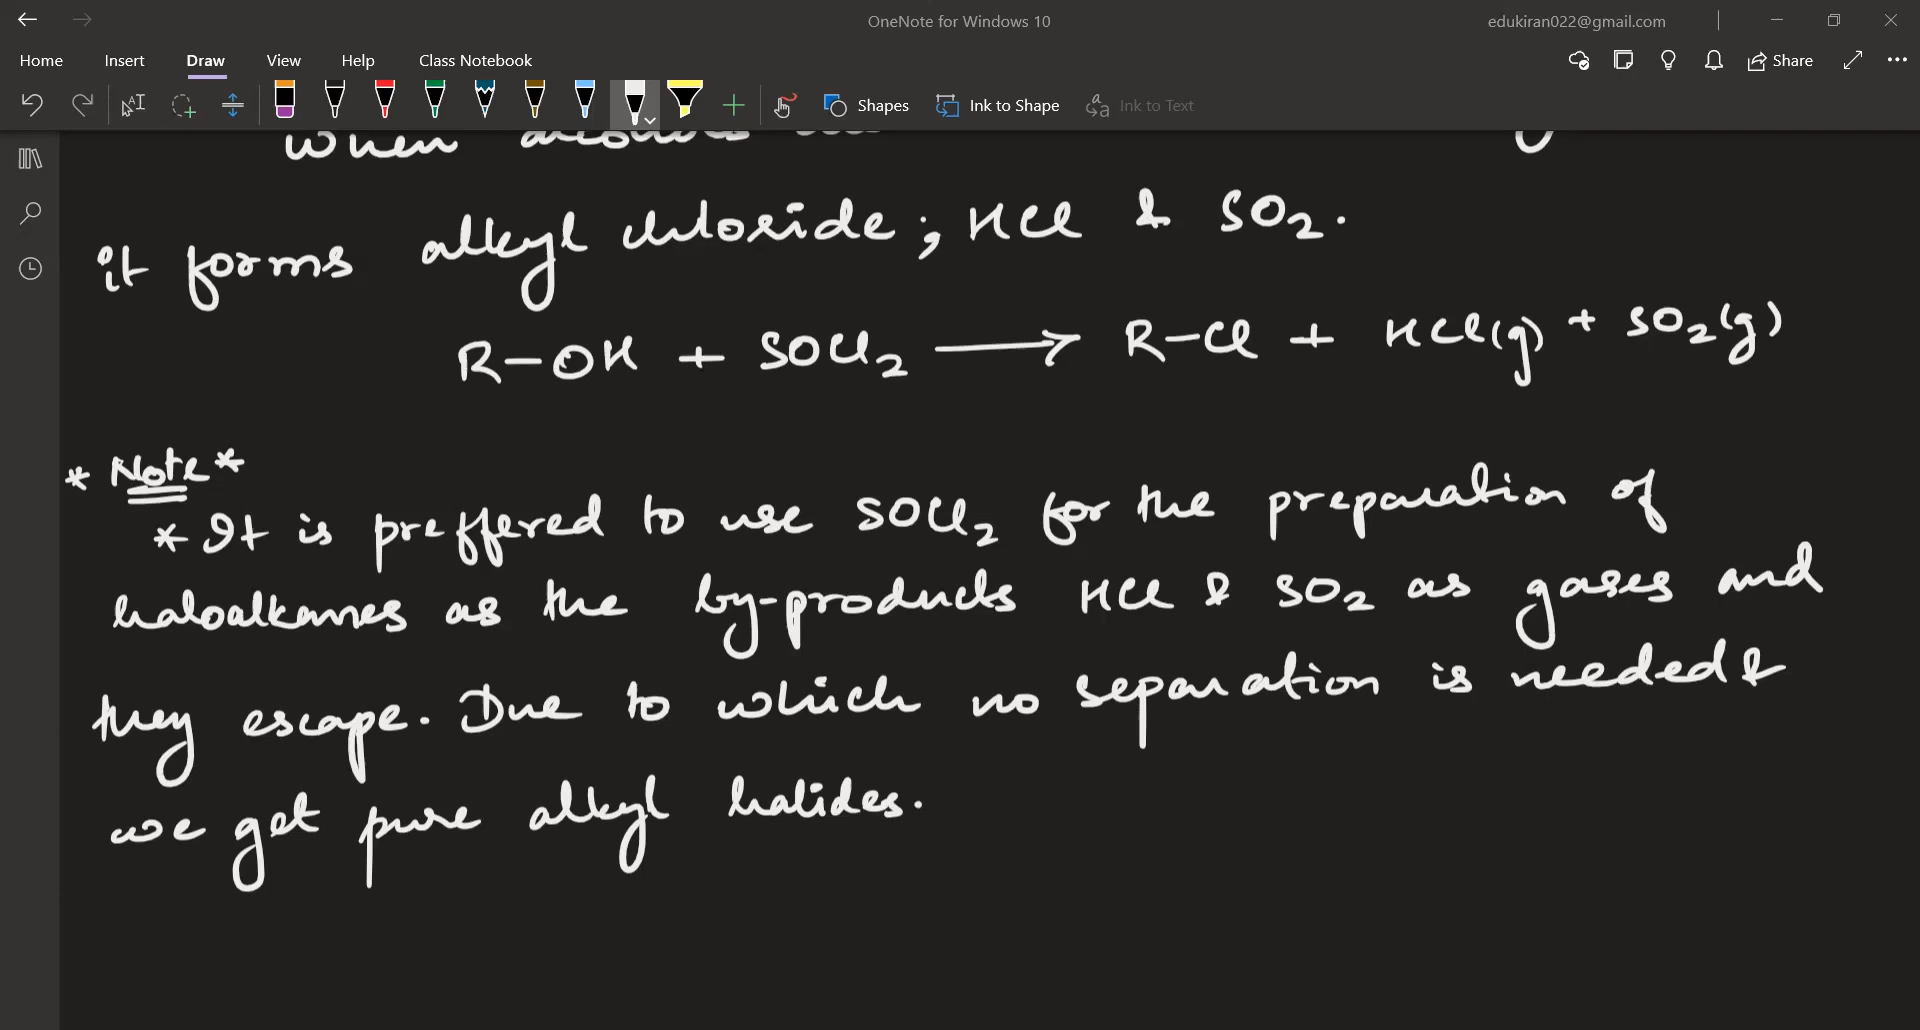 OneNote for Windows 10
edukiran022@gmail.com
Home Insert Draw View Help Class Notebook
Share
Shapes Ink to Shape Ink to Text
When
it forms alkyl chloride; HCl & SO2.
R-OH + SOCl2 → R-Cl + HCl(g) + SO2(g)
* Note *
* It is preffered to use SOCl2 for the preparation of
haloalkanes as the by-products HCl & SO2 as gases and
they escape. Due to which no separation is needed &
we get pure alkyl halides.